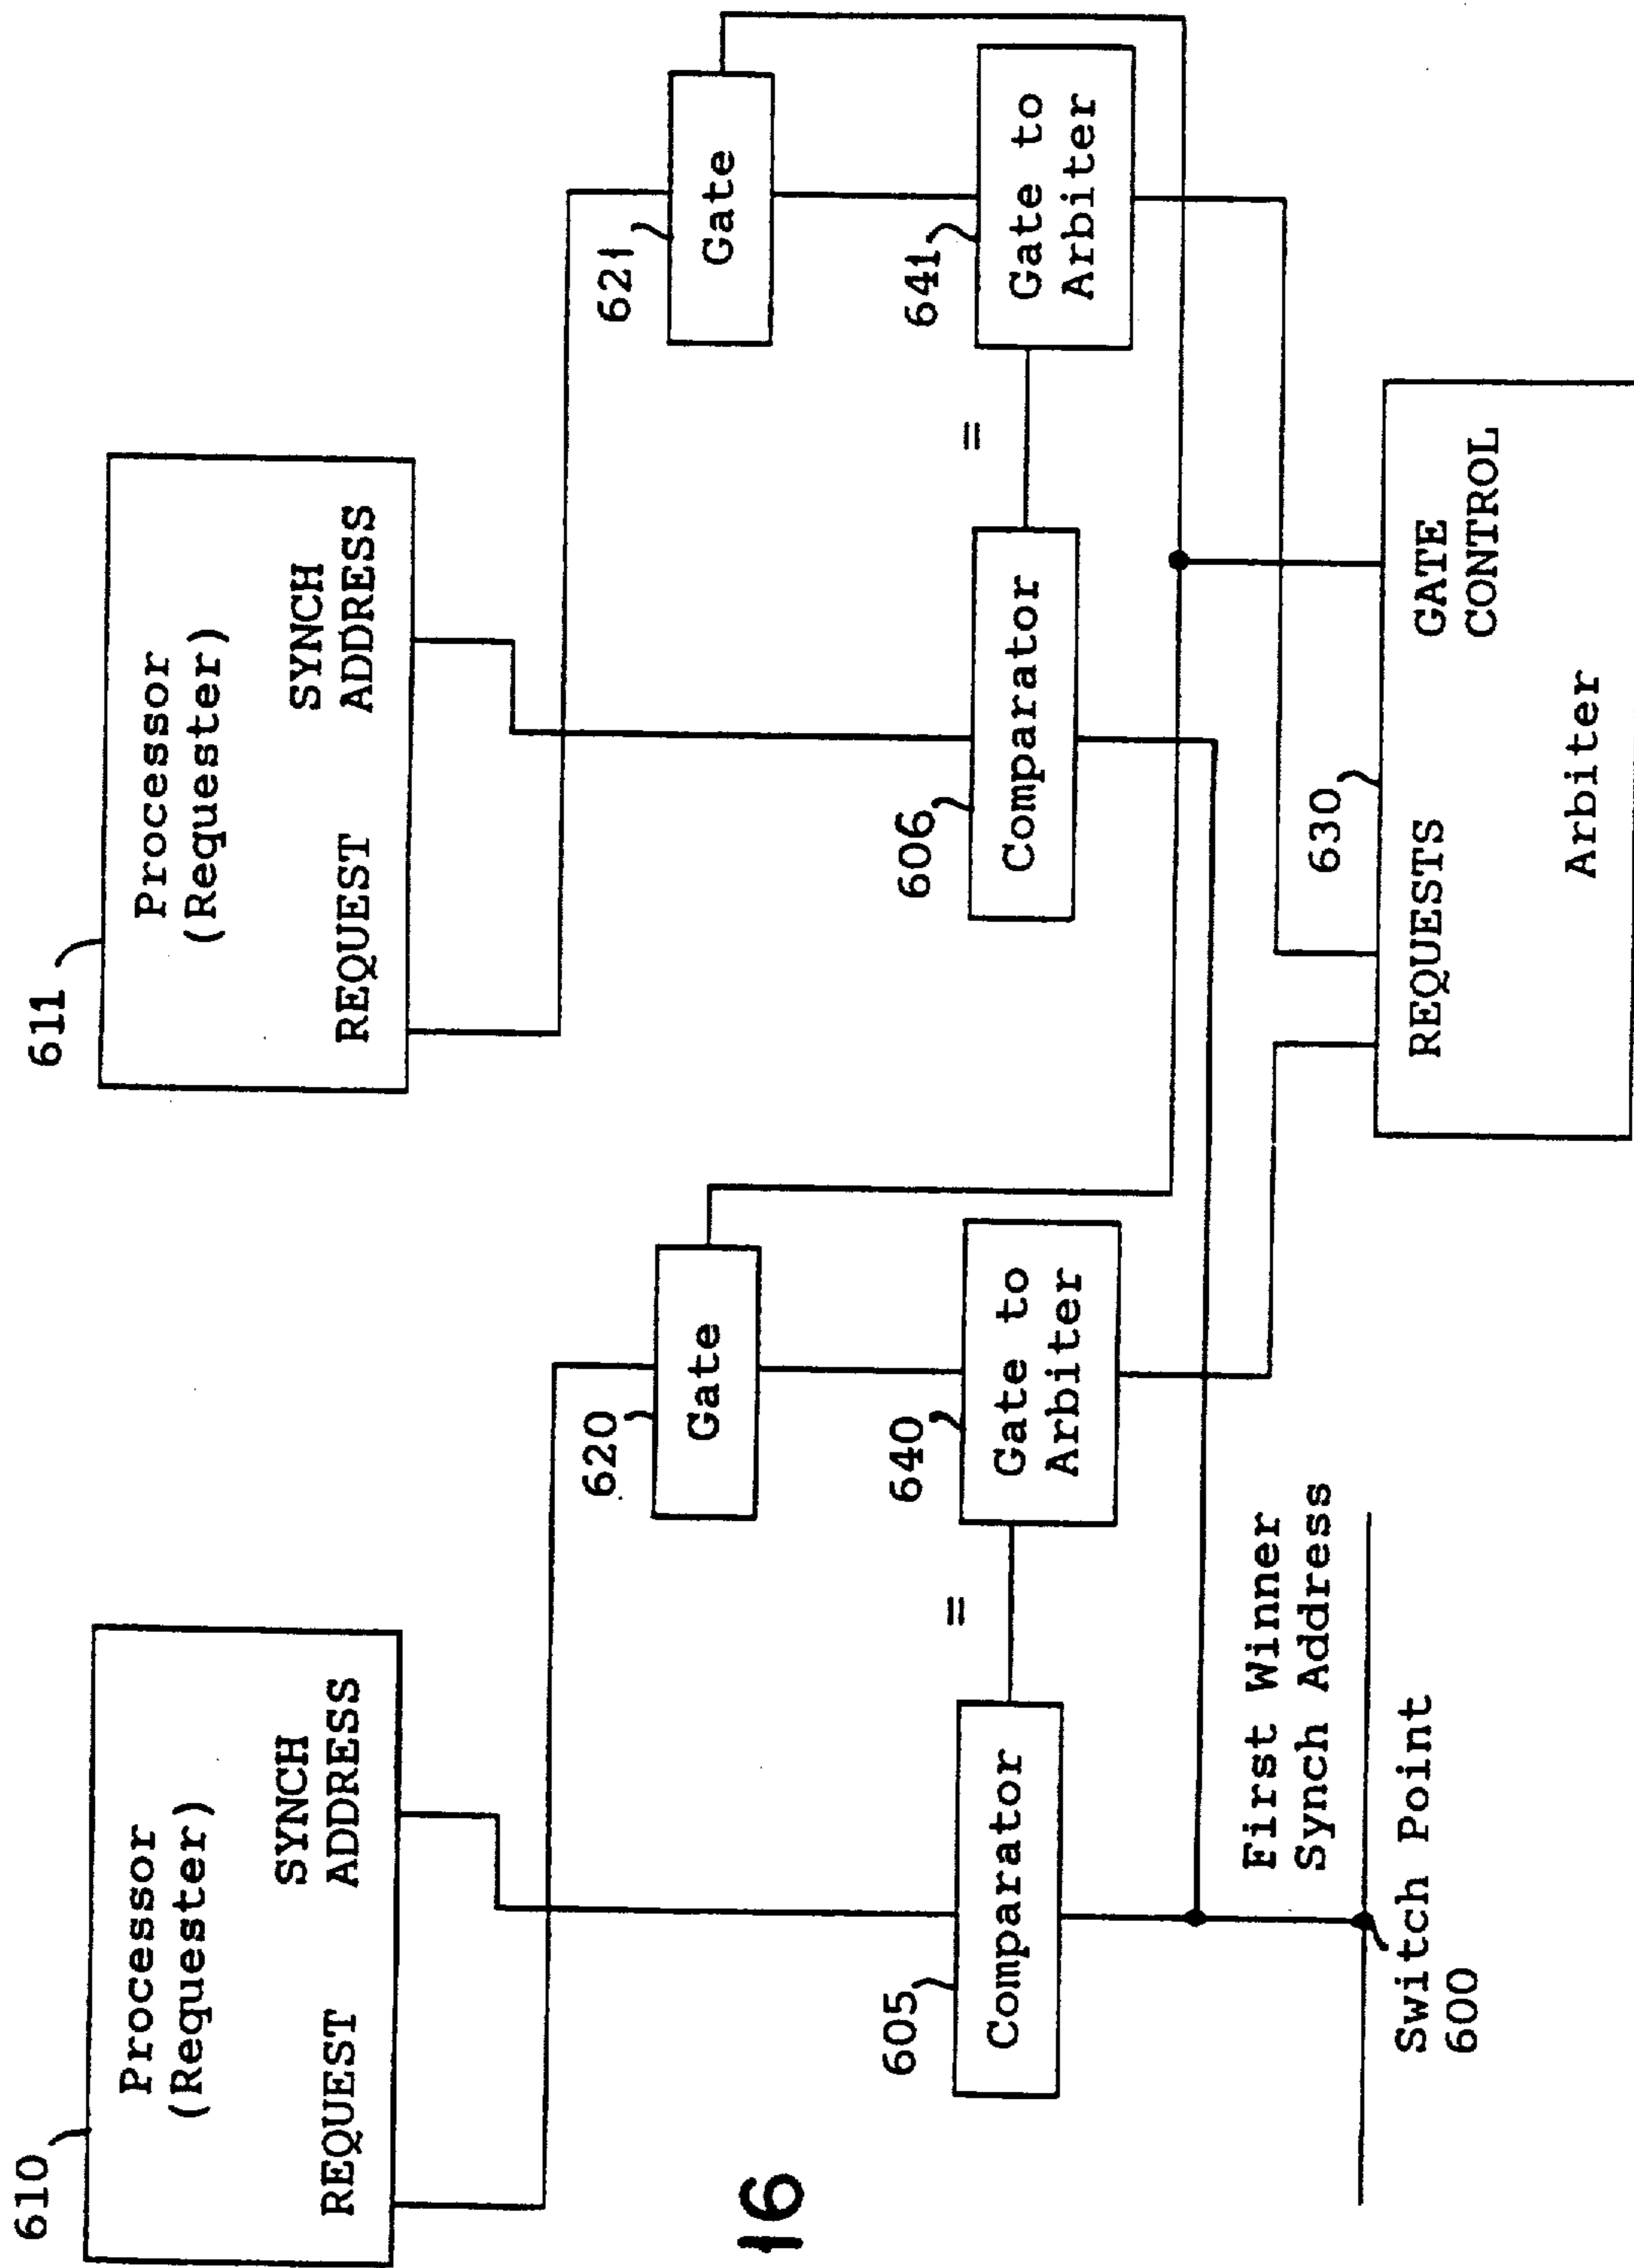 610
Processor
(Requester)
REQUEST
SYNCH
ADDRESS
611
Processor
(Requester)
REQUEST
SYNCH
ADDRESS
620
Gate
621
Gate
605
Comparator
=
640
Gate to
Arbiter
606
Comparator
=
641
Gate to
Arbiter
First Winner
Synch Address
Switch Point
600
630
REQUESTS
GATE
CONTROL
Arbiter
16